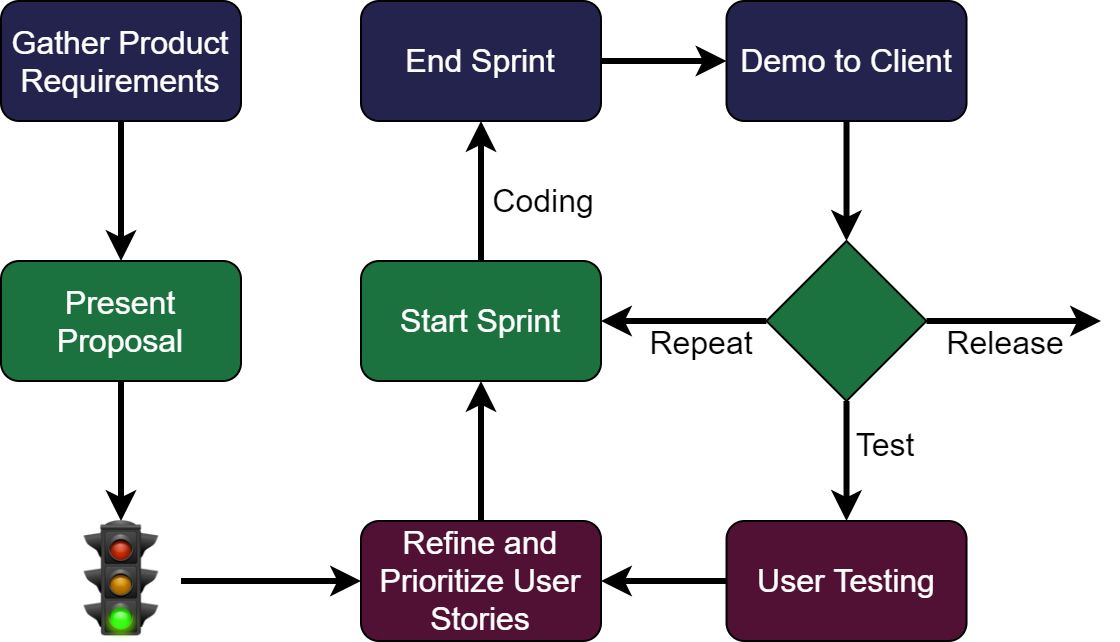 Gather Product
Requirements
End Sprint
Demo to Client
Coding
Present
Proposal
Start Sprint
Repeat
Release
Test
Refine and
Prioritize User
Stories
User Testing